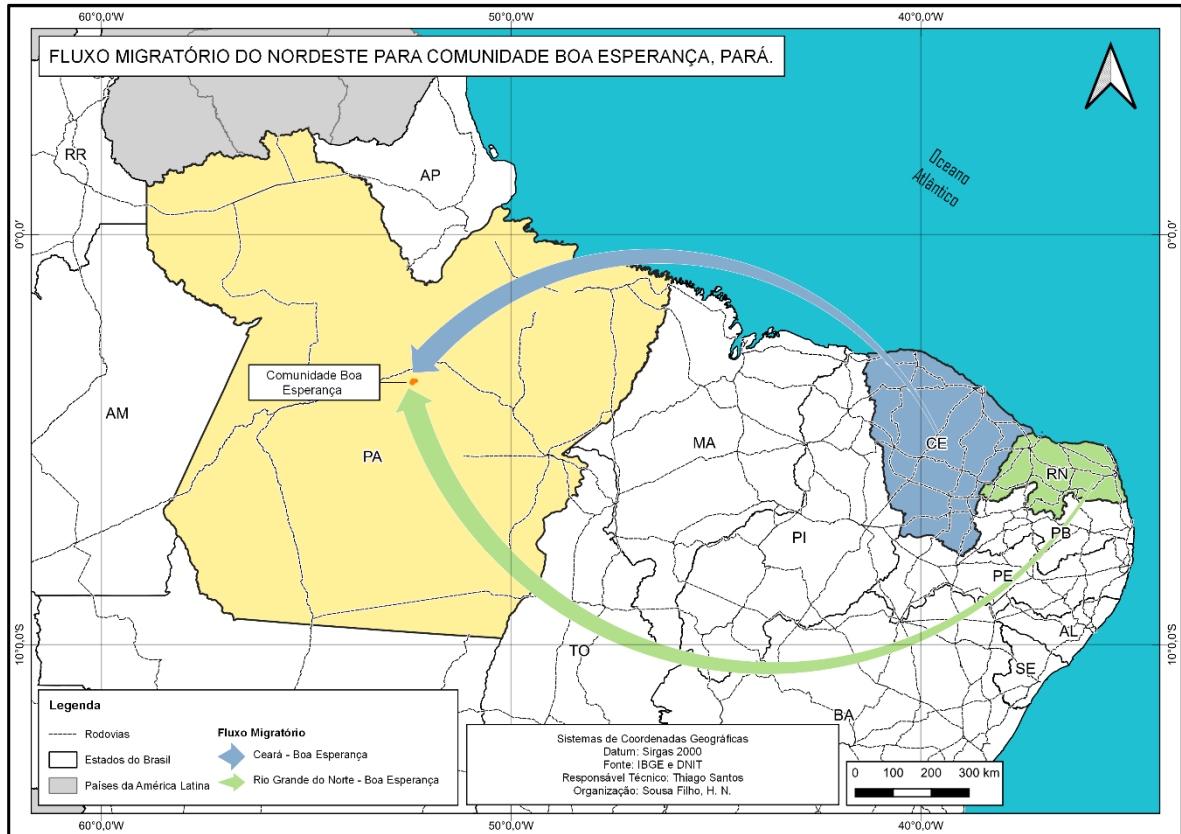 60°0,0'W
50°0,0'W
40°0,0'W
FLUXO MIGRATÓRIO DO NORDESTE PARA COMUNIDADE BOA ESPERANÇA, PARÁ.
RR
AP
Oceano
Atlântico
0°0,0'
0°0,0'
Comunidade Boa
Esperança
AM
PA
MA
CE
RN
PI
PB
PE
AL
SE
TO
BA
10°0,0'S
10°0,0'S
Legenda
Rodovias
Estados do Brasil
Países da América Latina
Fluxo Migratório
Ceará - Boa Esperança
Rio Grande do Norte - Boa Esperança
Sistemas de Coordenadas Geográficas
Datum: Sirgas 2000
Fonte: IBGE e DNIT
Responsável Técnico: Thiago Santos
Organização: Sousa Filho, H. N.
0 100 200 300 km
60°0,0'W
50°0,0'W
40°0,0'W